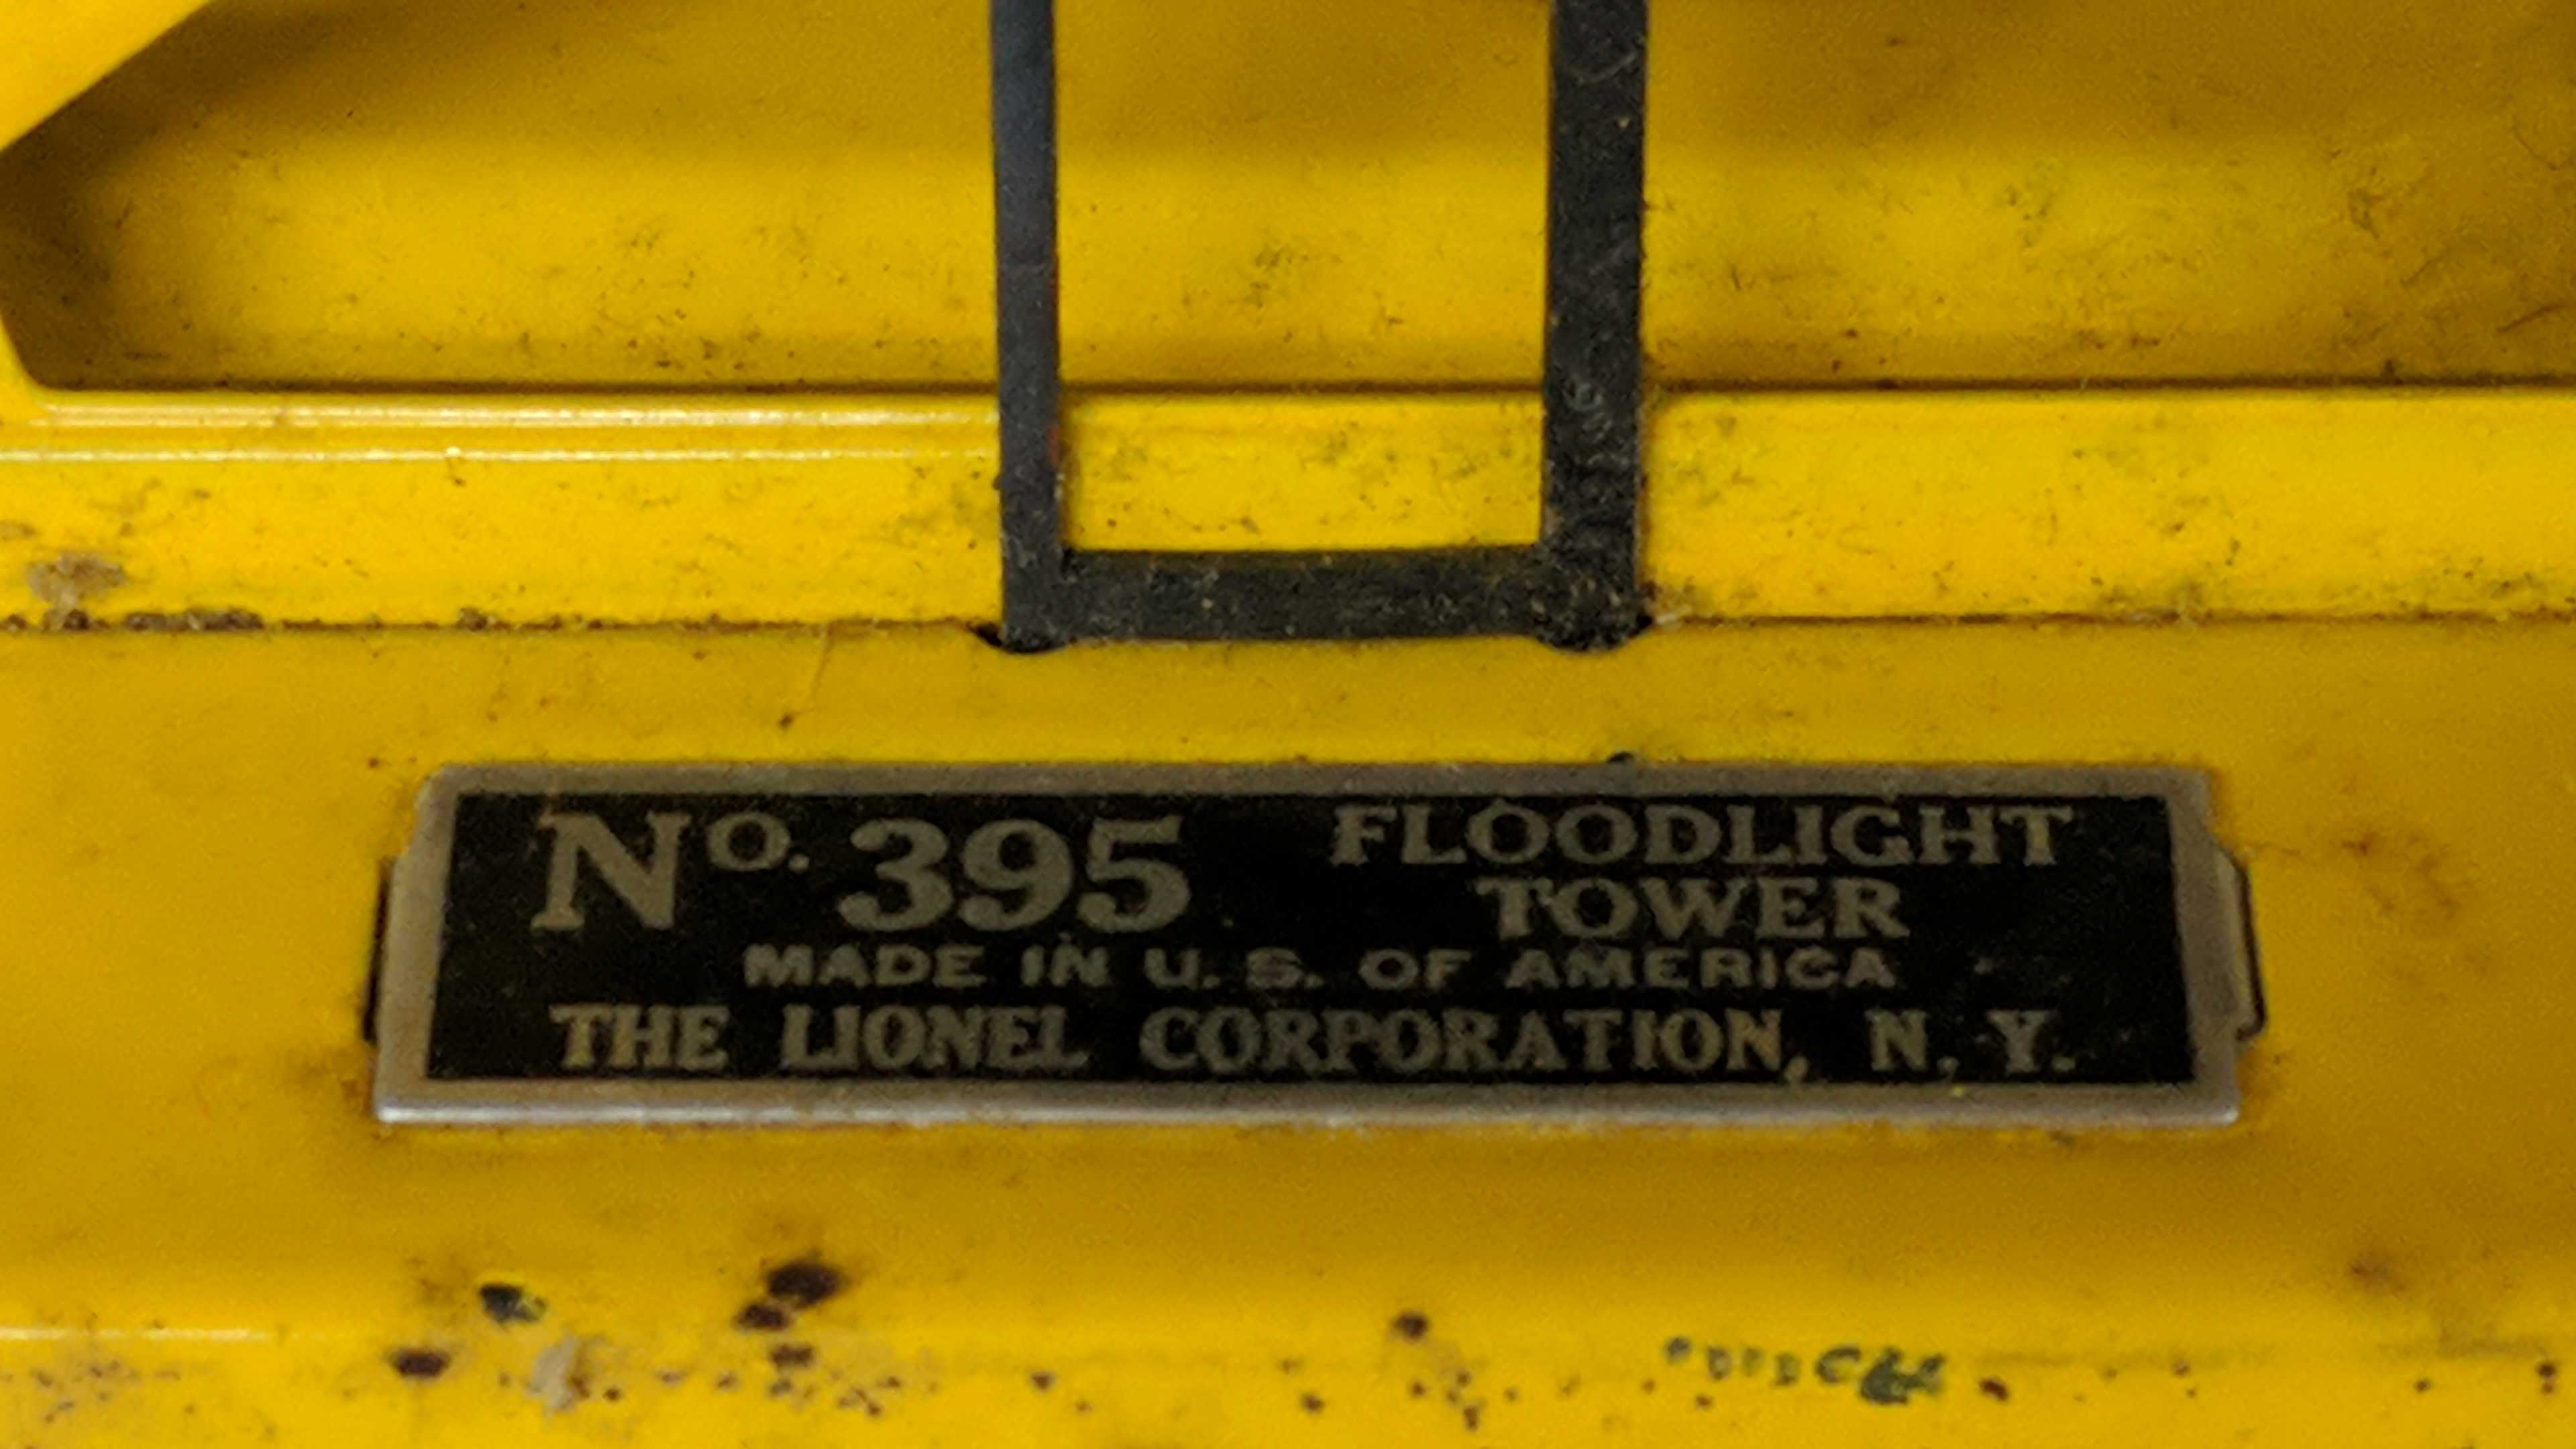 No. 395 FLOODLIGHT
TOWER
MADE IN U. S. OF AMERICA
THE LIONEL CORPORATION, N. Y.